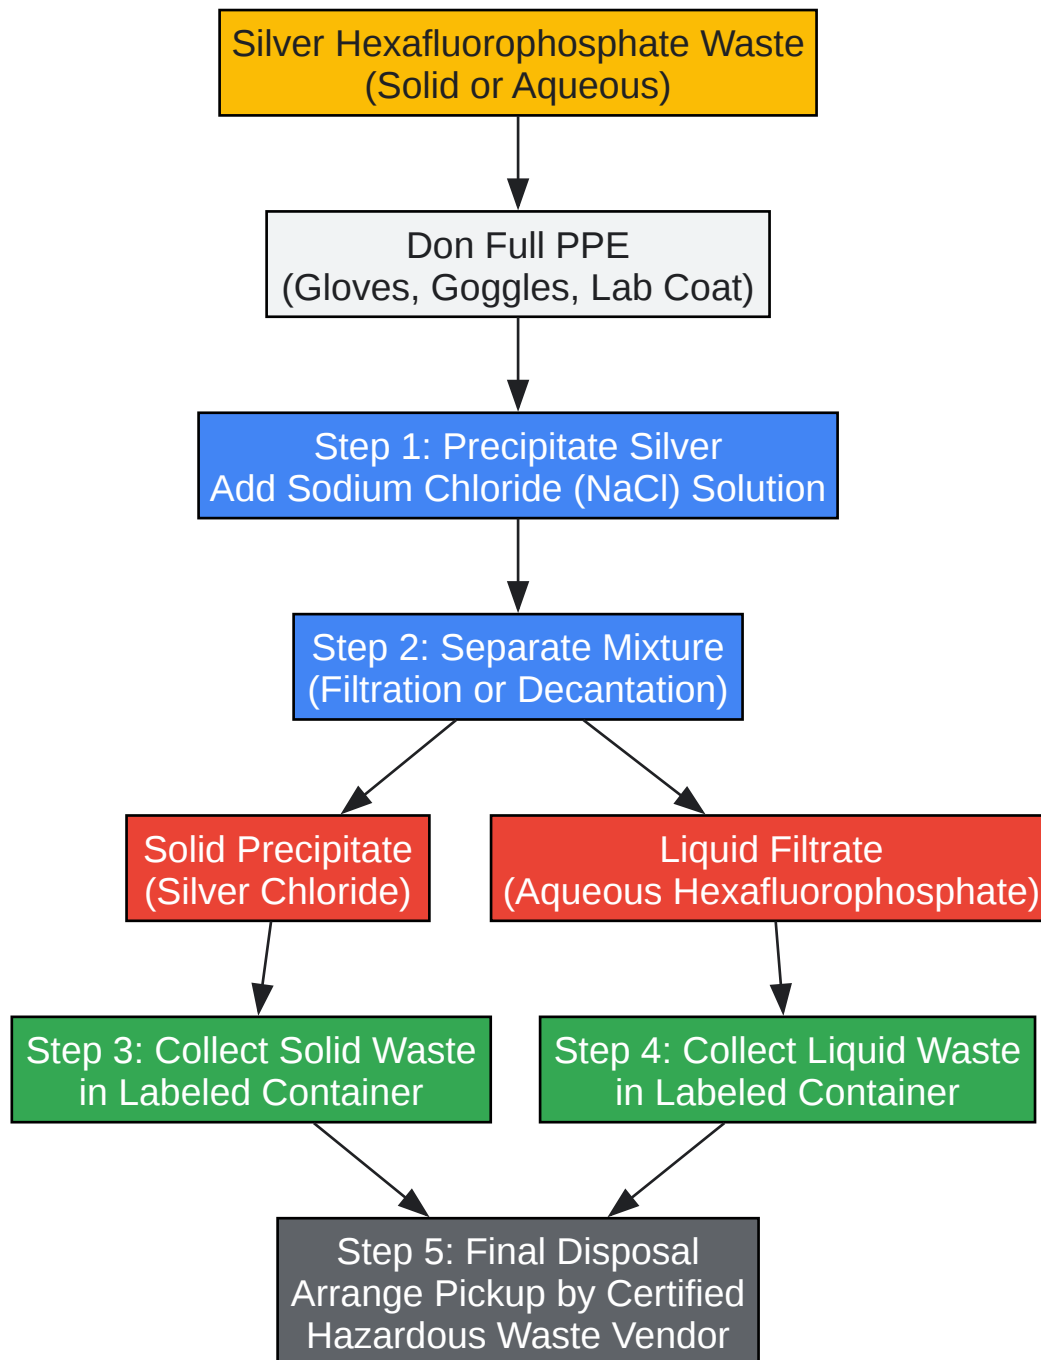 Silver Hexafluorophosphate Waste
(Solid or Aqueous)
Don Full PPE
(Gloves, Goggles, Lab Coat)
Step 1: Precipitate Silver
Add Sodium Chloride (NaCl) Solution
Step 2: Separate Mixture
(Filtration or Decantation)
Solid Precipitate
(Silver Chloride)
Liquid Filtrate
(Aqueous Hexafluorophosphate)
Step 3: Collect Solid Waste
in Labeled Container
Step 4: Collect Liquid Waste
in Labeled Container
Step 5: Final Disposal
Arrange Pickup by Certified
Hazardous Waste Vendor